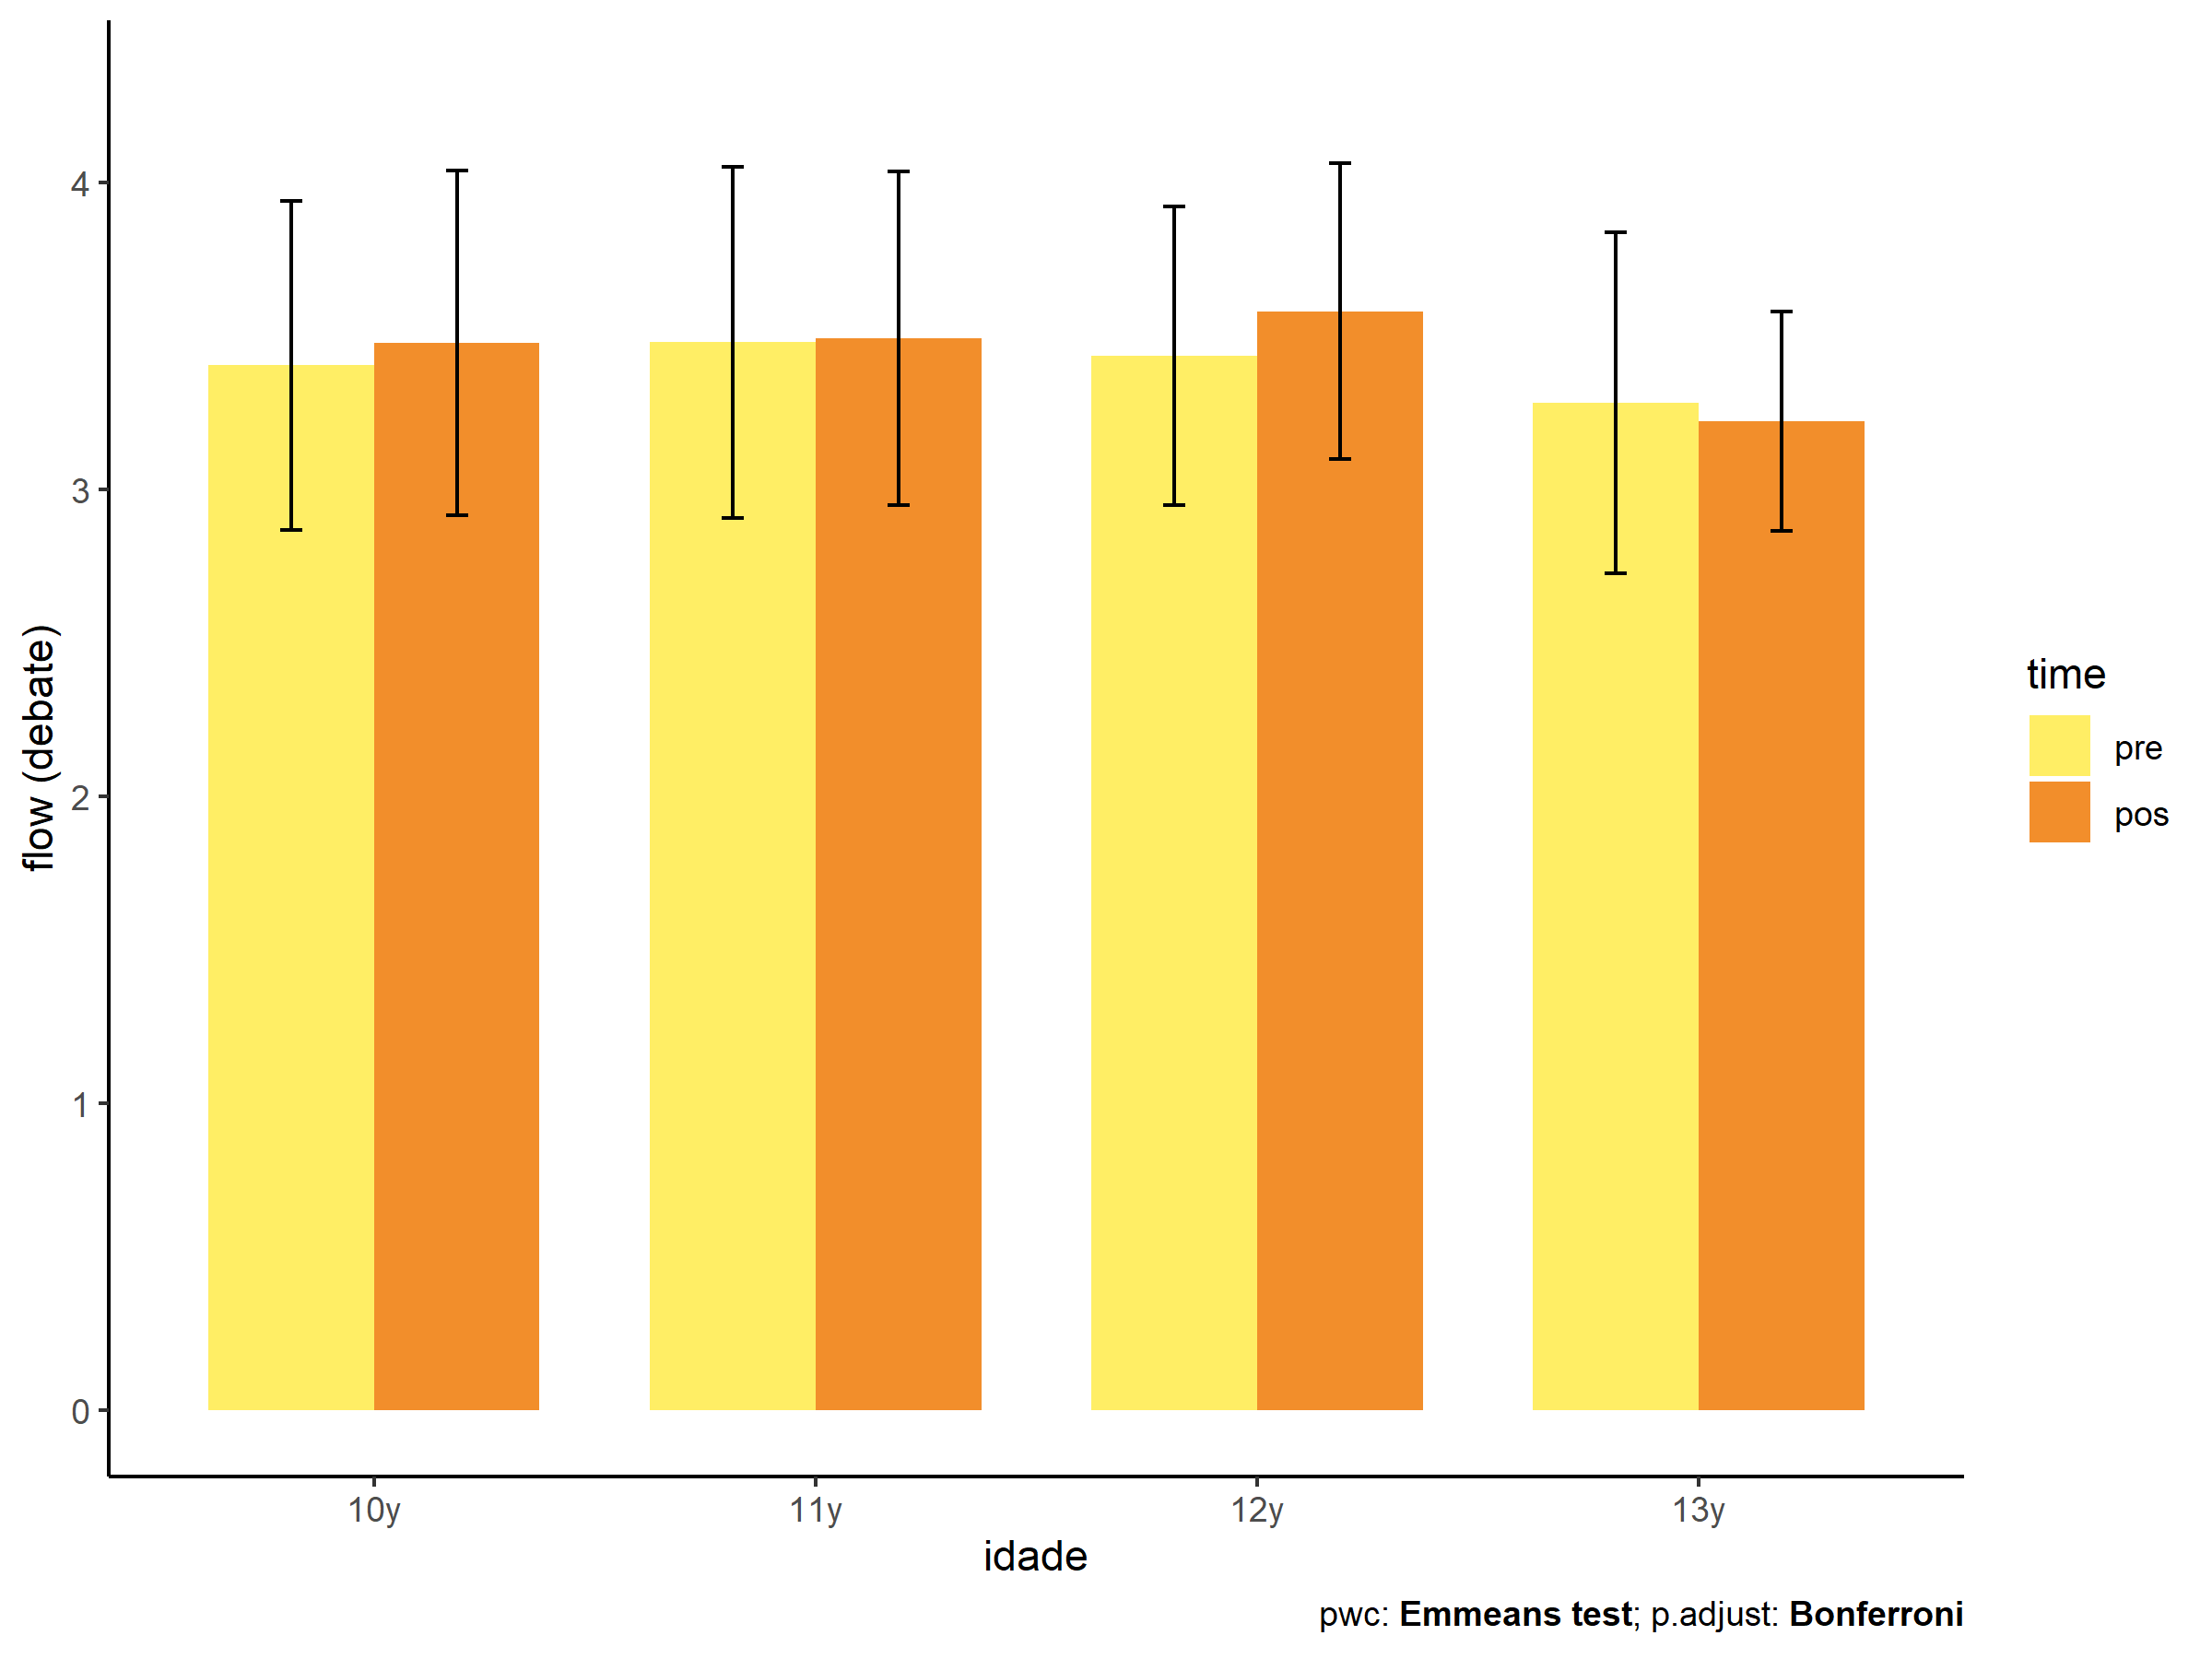 flow (debate)
4
3
2
1
0
10y 11y 12y 13y
idade
time
pre
pos
pwc: Emmeans test; p.adjust: Bonferroni